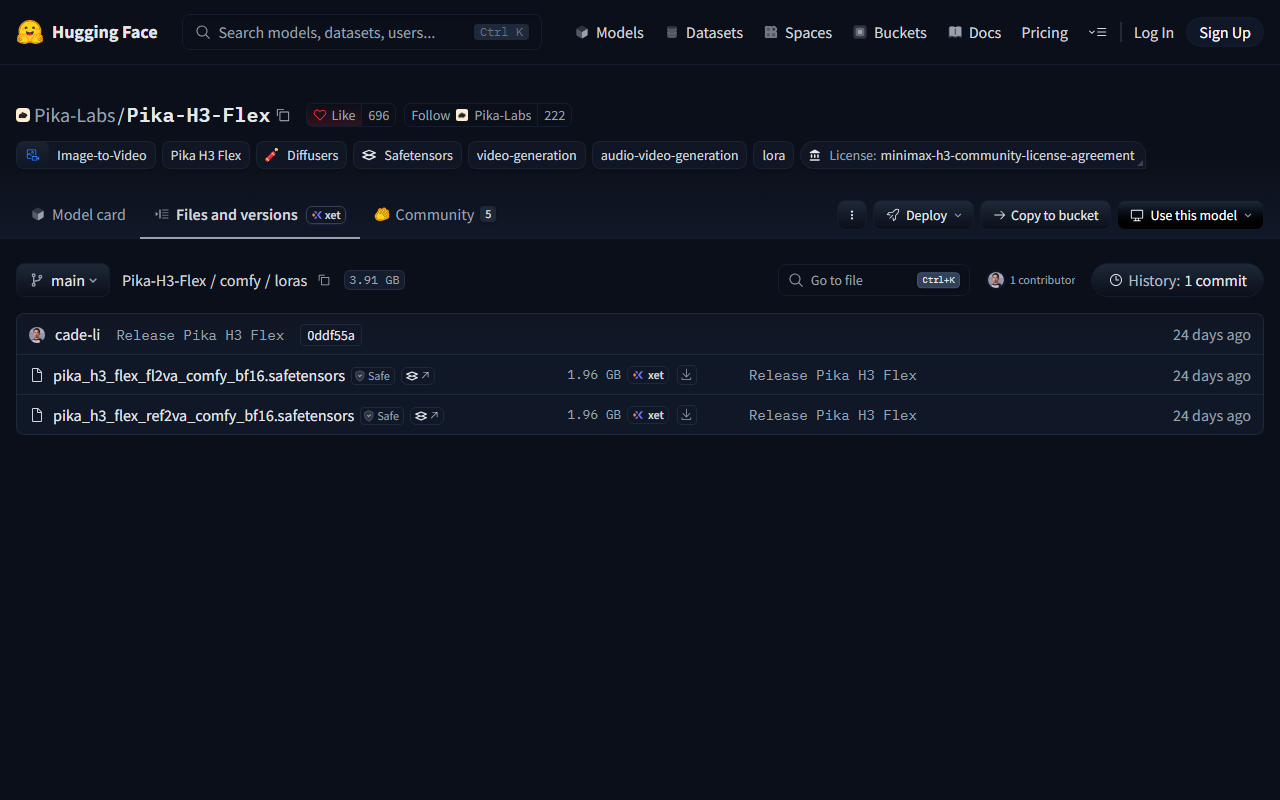 Hugging Face
Search models, datasets, users... Ctrl K
Models Datasets Spaces Buckets Docs Pricing Log In Sign Up
Pika-Labs/Pika-H3-Flex Like 696 Follow Pika-Labs 222
Image-to-Video Pika H3 Flex Diffusers Safetensors video-generation audio-video-generation lora License: minimax-h3-community-license-agreement
Model card Files and versions xet Community 5 Deploy Copy to bucket Use this model
main Pika-H3-Flex / comfy / loras 3.91 GB Go to file Ctrl+K 1 contributor History: 1 commit
cade-li Release Pika H3 Flex 0ddf55a 24 days ago
pika_h3_flex_fl2va_comfy_bf16.safetensors Safe 1.96 GB xet Release Pika H3 Flex 24 days ago
pika_h3_flex_ref2va_comfy_bf16.safetensors Safe 1.96 GB xet Release Pika H3 Flex 24 days ago